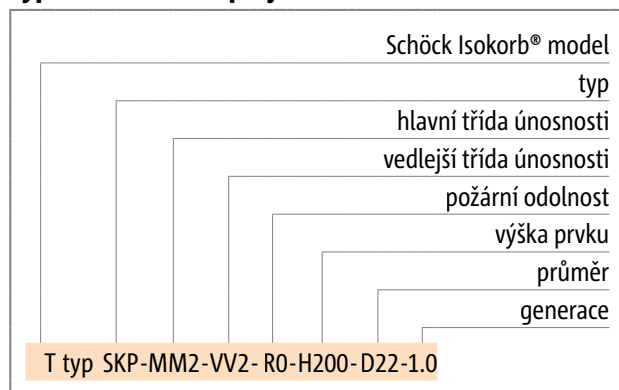 Schöck Isokorb® model
typ
hlavní třída únosnosti
vedlejší třída únosnosti
požární odolnost
výška prvku
průměr
generace
T typ SKP-MM2-VV2- R0-H200-D22-1.0